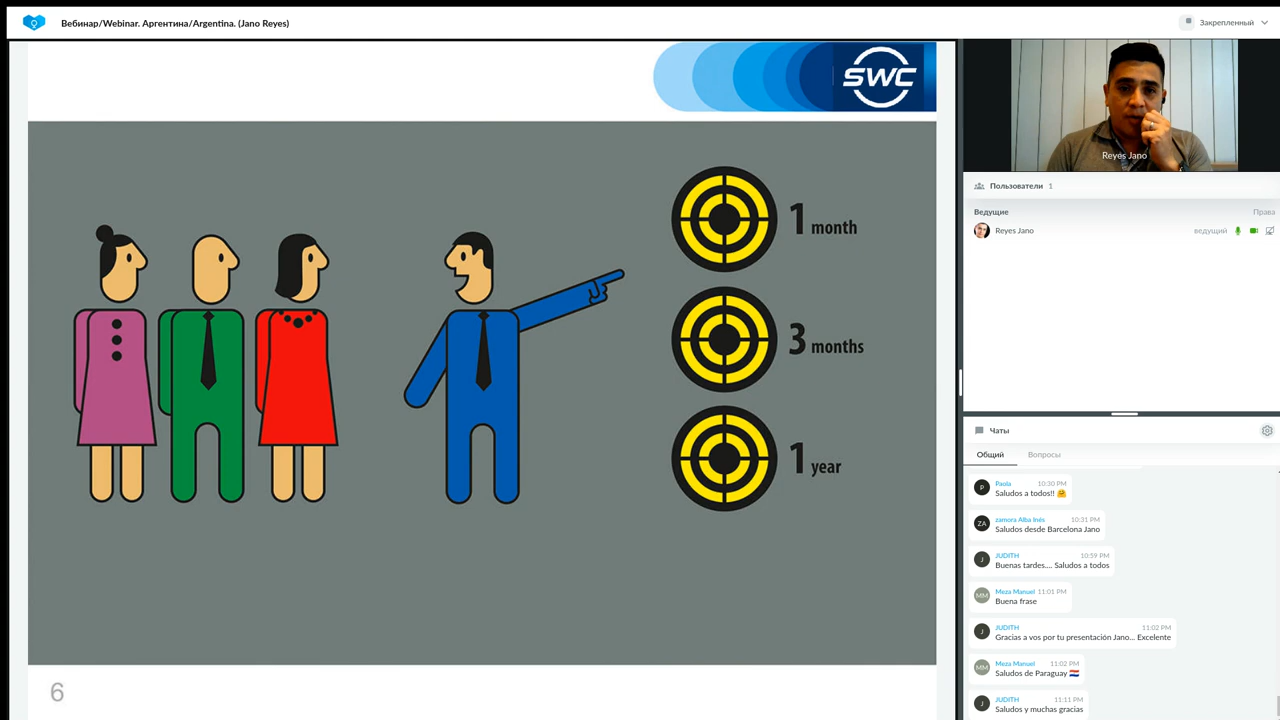 Вебинар/Webinar. Аргентина/Argentina. (Jano Reyes)
Закрепленный
SWC
1 month
3 months
1 year
6
Reyes Jano
Пользователи 1
Ведущие
Права
Reyes Jano
ведущий
Чаты
Общий
Вопросы
P
Paola 10:30 PM
Saludos a todos!! 🤗
ZA
zamora Alba Inés 10:31 PM
Saludos desde Barcelona Jano
J
JUDITH 10:59 PM
Buenas tardes.... Saludos a todos
MM
Meza Manuel 11:01 PM
Buena frase
J
JUDITH 11:02 PM
Gracias a vos por tu presentación Jano... Excelente
MM
Meza Manuel 11:02 PM
Saludos de Paraguay 🇵🇾
J
JUDITH 11:11 PM
Saludos y muchas gracias